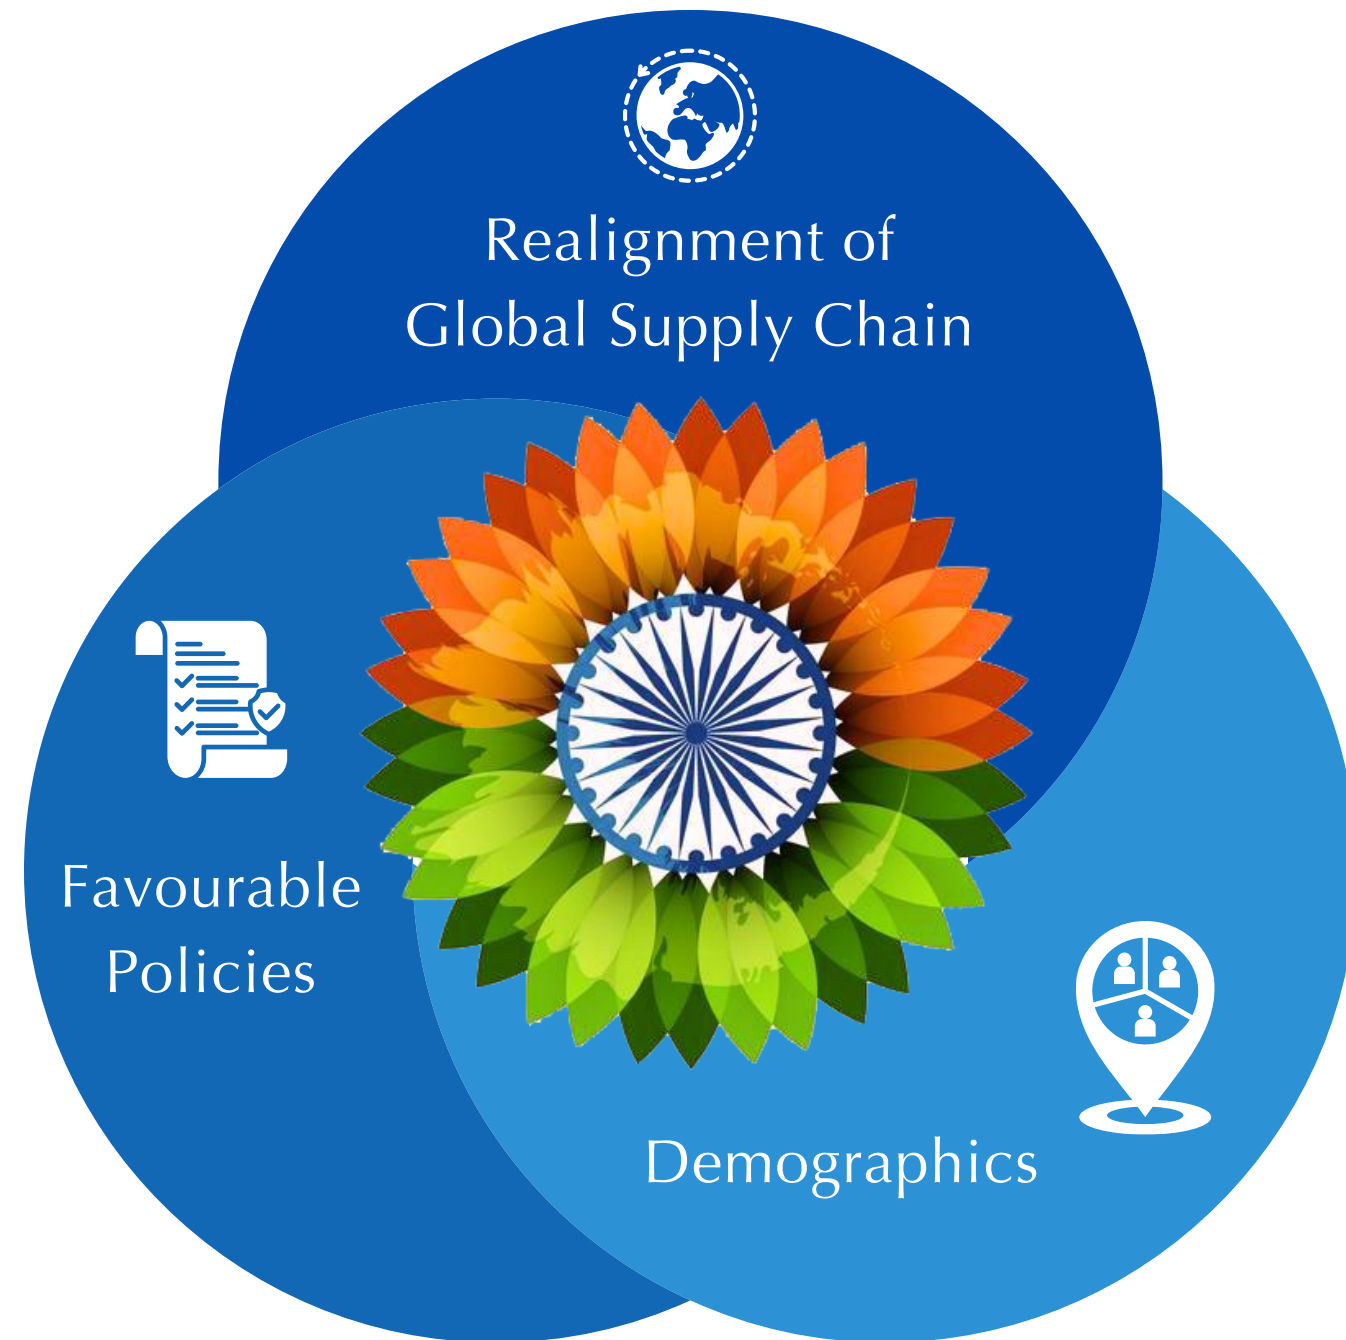 Realignment of
Global Supply Chain
Favourable
Policies
Demographics